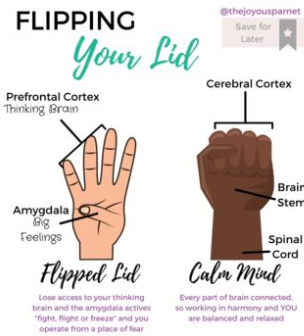 FLIPPING
Your Lid
@thejoyousparnet
Save for
Later
Cerebral Cortex
Prefrontal Cortex
Thinking Brain
Amygdala
Big
Feelings
Brain
Stem
Spinal
Cord
Flipped Lid
Calm Mind
Lose access to your thinking
brain and the amygdala actives
"fight, flight or freeze" and you
operate from a place of fear
Every part of brain connected,
so working in harmony and YOU
are balanced and relaxed